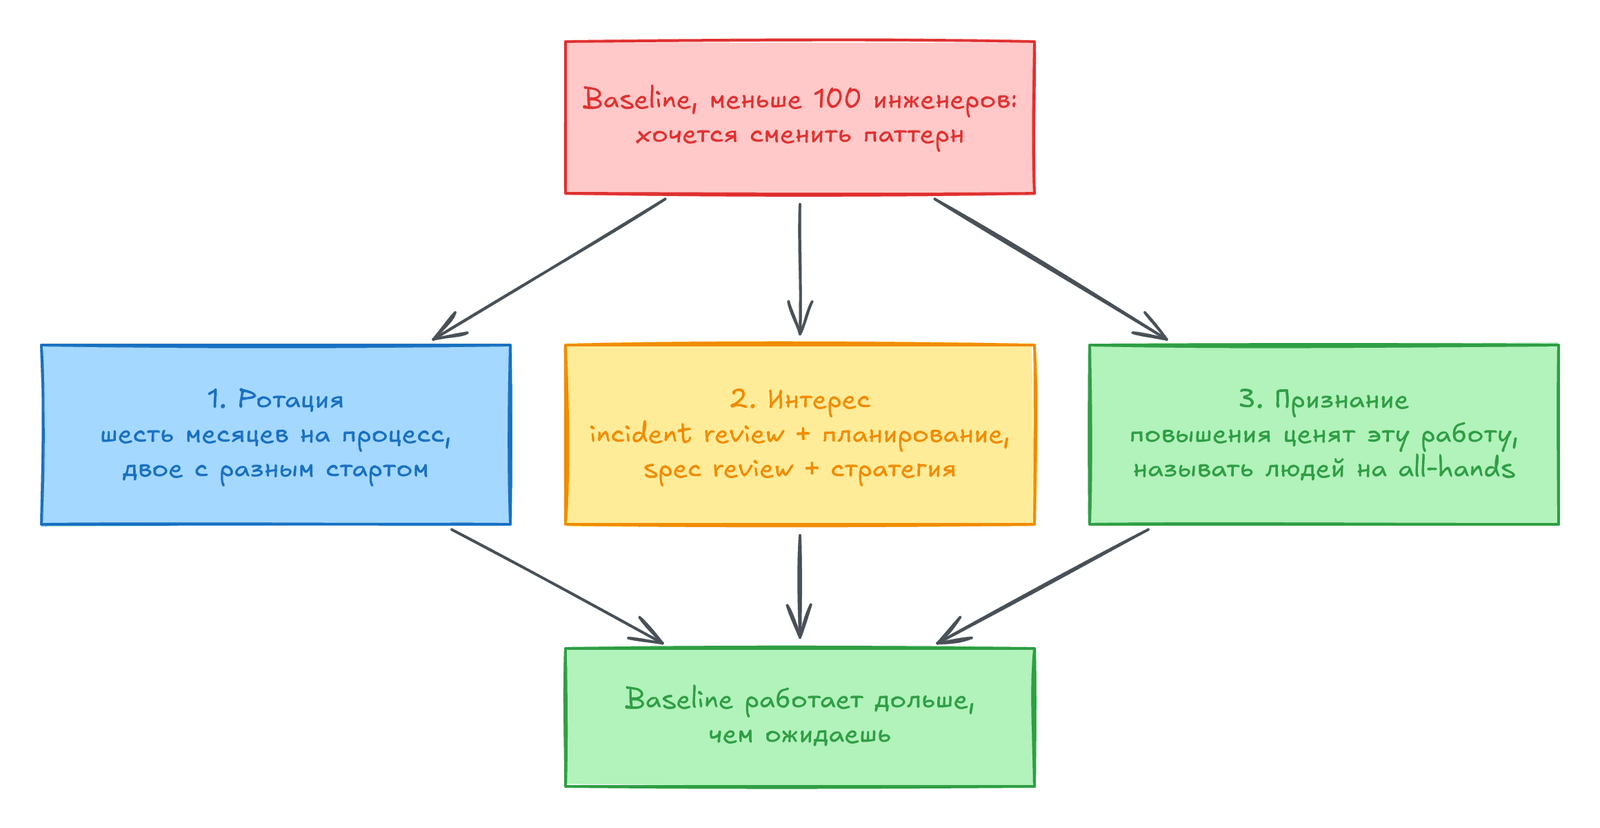 Baseline, меньше 100 инженеров:
хочется сменить паттерн
1. Ротация
шесть месяцев на процесс,
двое с разным стартом
2. Интерес
incident review + планирование,
spec review + стратегия
3. Признание
повышения ценят эту работу,
называть людей на all-hands
Baseline работает дольше,
чем ожидаешь